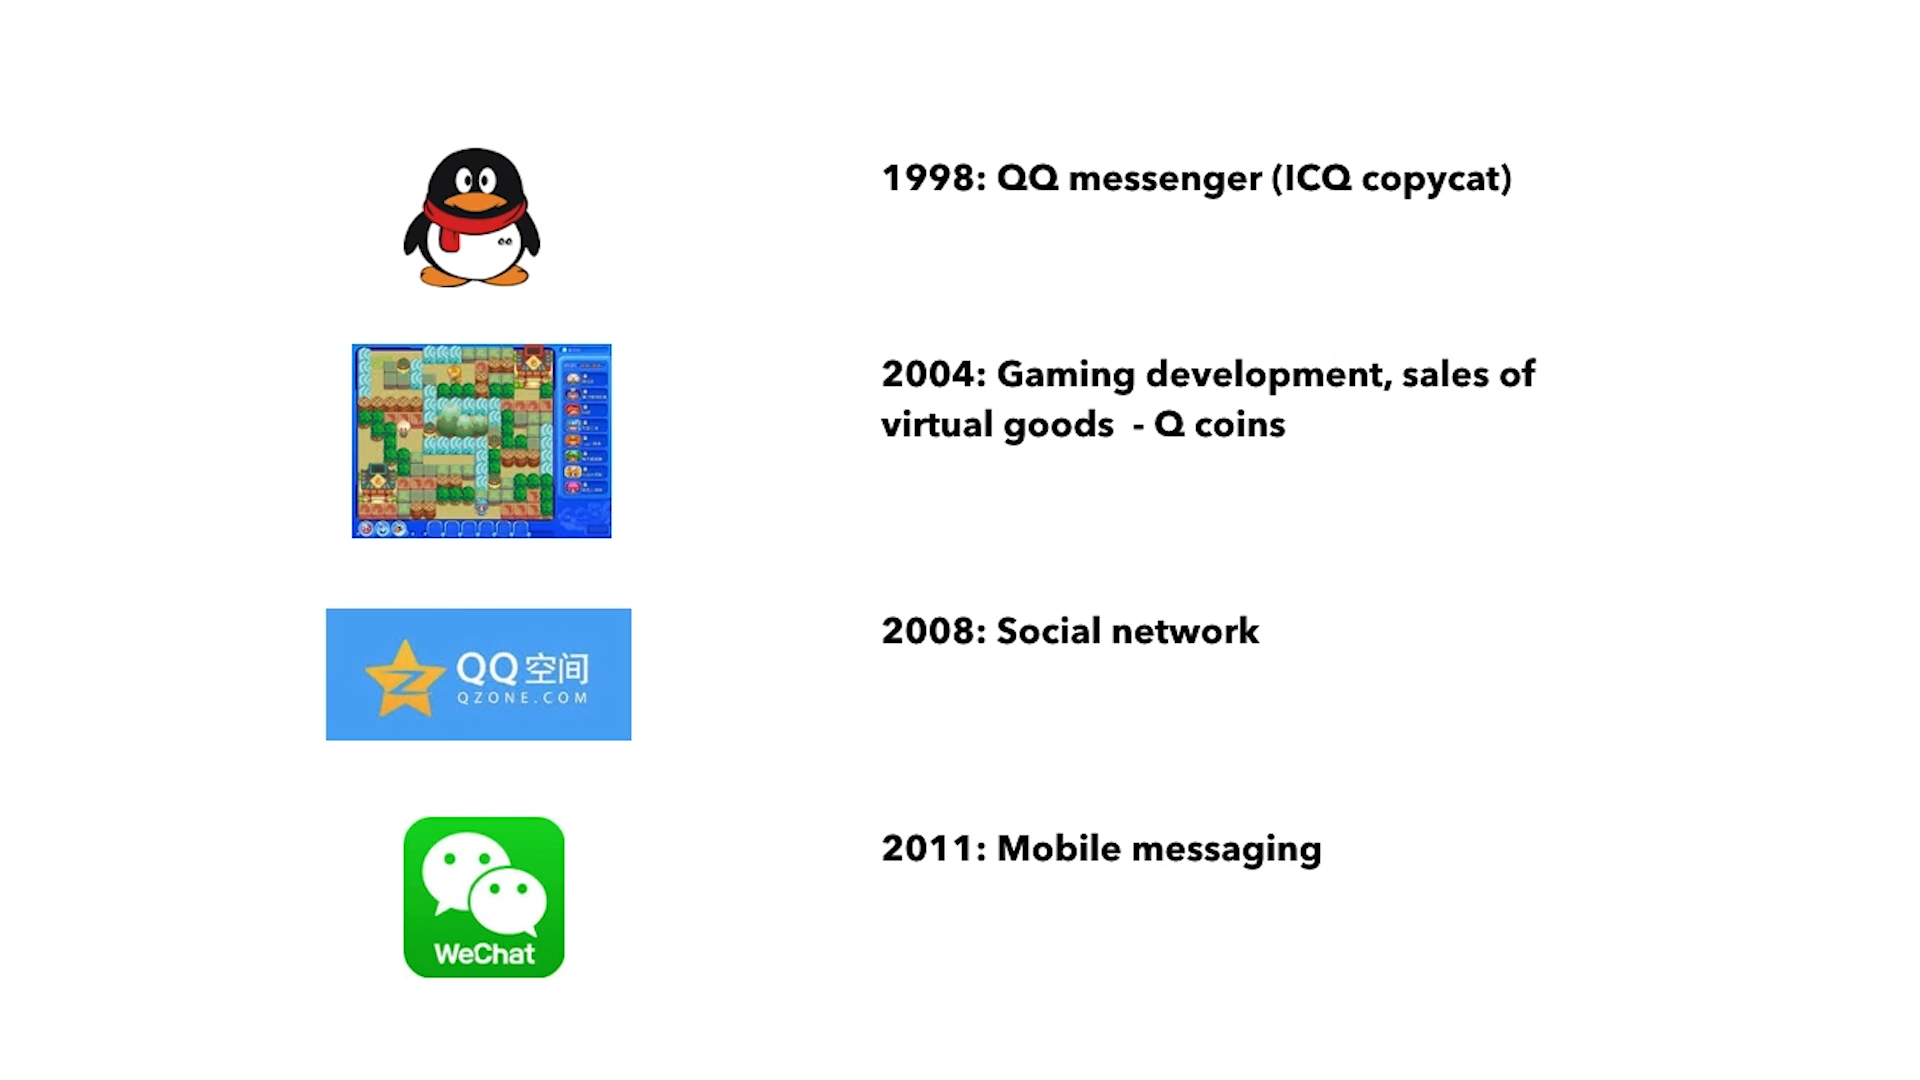 1998: QQ messenger (ICQ copycat)
2004: Gaming development, sales of
virtual goods - Q coins
QQ空间
QZONE.COM
2008: Social network
2011: Mobile messaging
WeChat